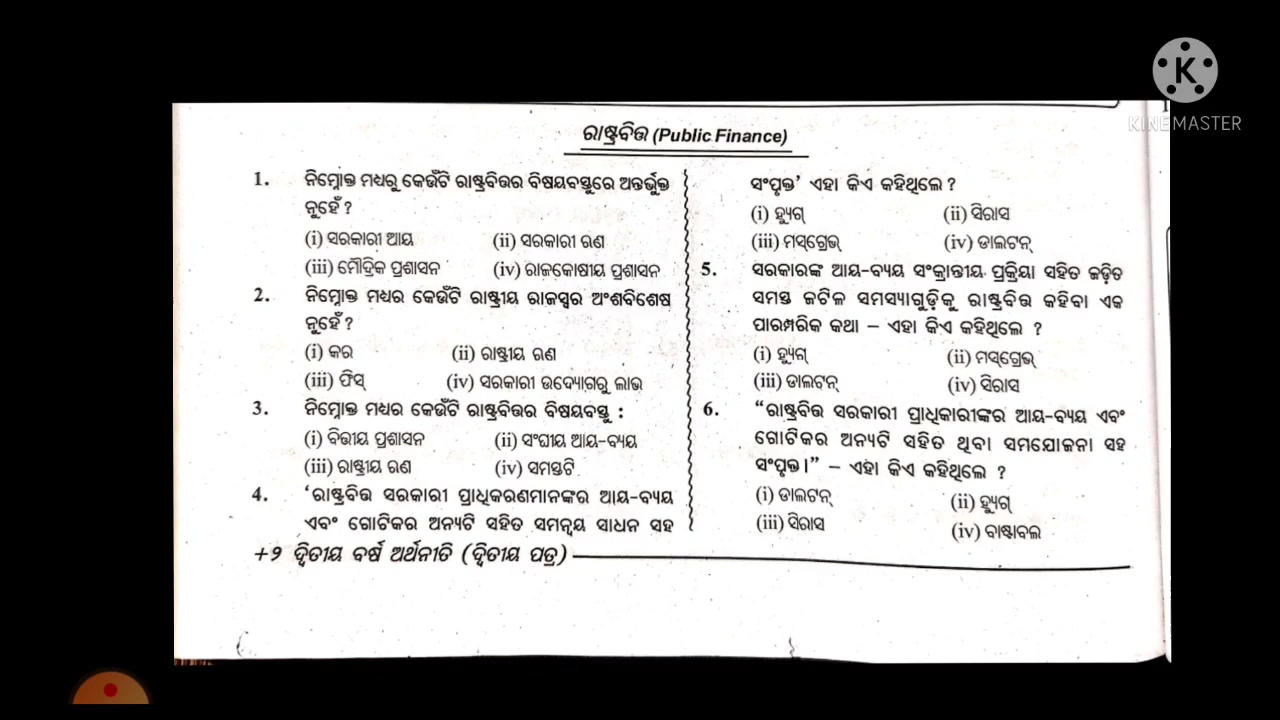 K
KINEMASTER
ରାଷ୍ଟ୍ରବିତ୍ତ (Public Finance)
1. ନିମ୍ନୋକ୍ତ ମଧ୍ୟରୁ କେଉଁଟି ରାଷ୍ଟ୍ରବିତ୍ତର ବିଷୟବସ୍ତୁରେ ଅନ୍ତର୍ଭୁକ୍ତ
ନୁହେଁ ?
(i) ସରକାରୀ ଆୟ (ii) ସରକାରୀ ଋଣ
(iii) ମୌଦ୍ରିକ ପ୍ରଶାସନ (iv) ରାଜକୋଷୀୟ ପ୍ରଶାସନ
2. ନିମ୍ନୋକ୍ତ ମଧ୍ୟର କେଉଁଟି ରାଷ୍ଟ୍ରୀୟ ରାଜସ୍ୱର ଅଂଶବିଶେଷ
ନୁହେଁ ?
(i) କର (ii) ରାଷ୍ଟ୍ରୀୟ ଋଣ
(iii) ଫିସ୍ (iv) ସରକାରୀ ଉଦ୍ୟୋଗରୁ ଲାଭ
3. ନିମ୍ନୋକ୍ତ ମଧ୍ୟର କେଉଁଟି ରାଷ୍ଟ୍ରବିତ୍ତର ବିଷୟବସ୍ତୁ :
(i) ବିତ୍ତୀୟ ପ୍ରଶାସନ (ii) ସଂଘୀୟ ଆୟ-ବ୍ୟୟ
(iii) ରାଷ୍ଟ୍ରୀୟ ଋଣ (iv) ସମସ୍ତଟି
4. 'ରାଷ୍ଟ୍ରବିତ୍ତ ସରକାରୀ ପ୍ରାଧିକରଣମାନଙ୍କର ଆୟ-ବ୍ୟୟ
ଏବଂ ଗୋଟିକର ଅନ୍ୟଟି ସହିତ ସମନ୍ୱୟ ସାଧନ ସହ
ସଂପୃକ୍ତ' ଏହା କିଏ କହିଥିଲେ ?
(i) ହ୍ୟୁଗ୍ (ii) ସିରାସ
(iii) ମସ୍‌ଗ୍ରେଭ୍ (iv) ଡାଲଟନ୍
5. ସରକାରଙ୍କ ଆୟ-ବ୍ୟୟ ସଂକ୍ରାନ୍ତୀୟ ପ୍ରକ୍ରିୟା ସହିତ ଜଡ଼ିତ
ସମସ୍ତ ଜଟିଳ ସମସ୍ୟାଗୁଡ଼ିକୁ ରାଷ୍ଟ୍ରବିତ୍ତ କହିବା ଏକ
ପାରମ୍ପରିକ କଥା – ଏହା କିଏ କହିଥିଲେ ?
(i) ହ୍ୟୁଗ୍ (ii) ମସ୍‌ଗ୍ରେଭ୍
(iii) ଡାଲଟନ୍ (iv) ସିରାସ
6. "ରାଷ୍ଟ୍ରବିତ୍ତ ସରକାରୀ ପ୍ରାଧିକାରୀଙ୍କର ଆୟ-ବ୍ୟୟ ଏବଂ
ଗୋଟିକର ଅନ୍ୟଟି ସହିତ ଥିବା ସମଯୋଜନା ସହ
ସଂପୃକ୍ତ।" – ଏହା କିଏ କହିଥିଲେ ?
(i) ଡାଲଟନ୍ (ii) ହ୍ୟୁଗ୍
(iii) ସିରାସ (iv) ବାଷ୍ଟାବଲ
+୨ ଦ୍ୱିତୀୟ ବର୍ଷ ଅର୍ଥନୀତି (ଦ୍ୱିତୀୟ ପତ୍ର)